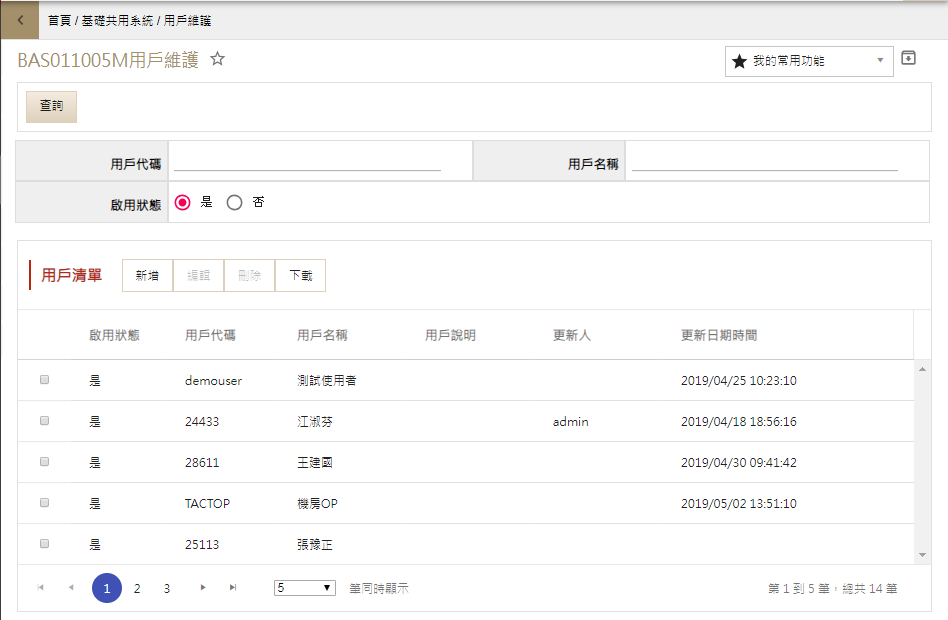 首頁 / 基礎共用系統 / 用戶維護
BAS011005M用戶維護
我的常用功能
查詢
用戶代碼 用戶名稱
啟用狀態 是 否
用戶清單 新增 編輯 刪除 下載
啟用狀態 用戶代碼 用戶名稱 用戶說明 更新人 更新日期時間
是 demouser 測試使用者 2019/04/25 10:23:10
是 24433 江淑芬 admin 2019/04/18 18:56:16
是 28611 王建國 2019/04/30 09:41:42
是 TACTOP 機房OP 2019/05/02 13:51:10
是 25113 張豫正
1 2 3 5 筆同時顯示 第 1 到 5 筆，總共 14 筆